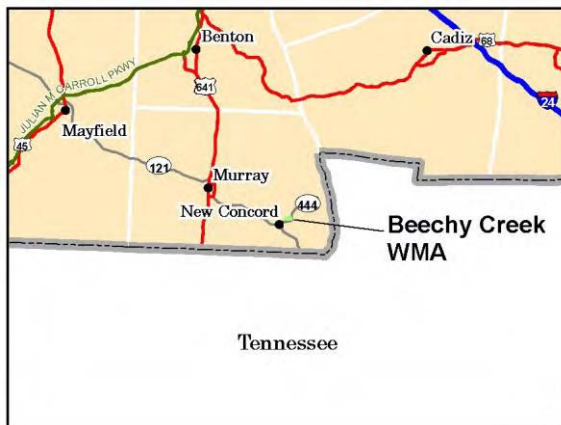 Benton
Cadiz
68
641
JULIAN M CARROLL PKWY
24
45
Mayfield
121
Murray
444
New Concord
Beechy Creek
WMA
Tennessee